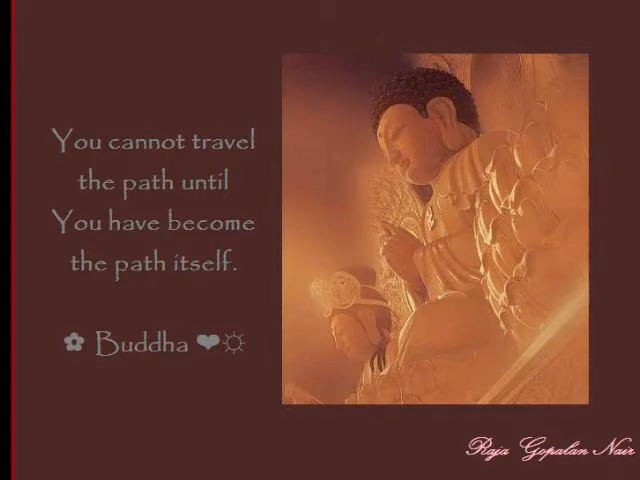 You cannot travel
the path until
You have become
the path itself.
✿ Buddha ❤☼
Raja Gopalan Nair